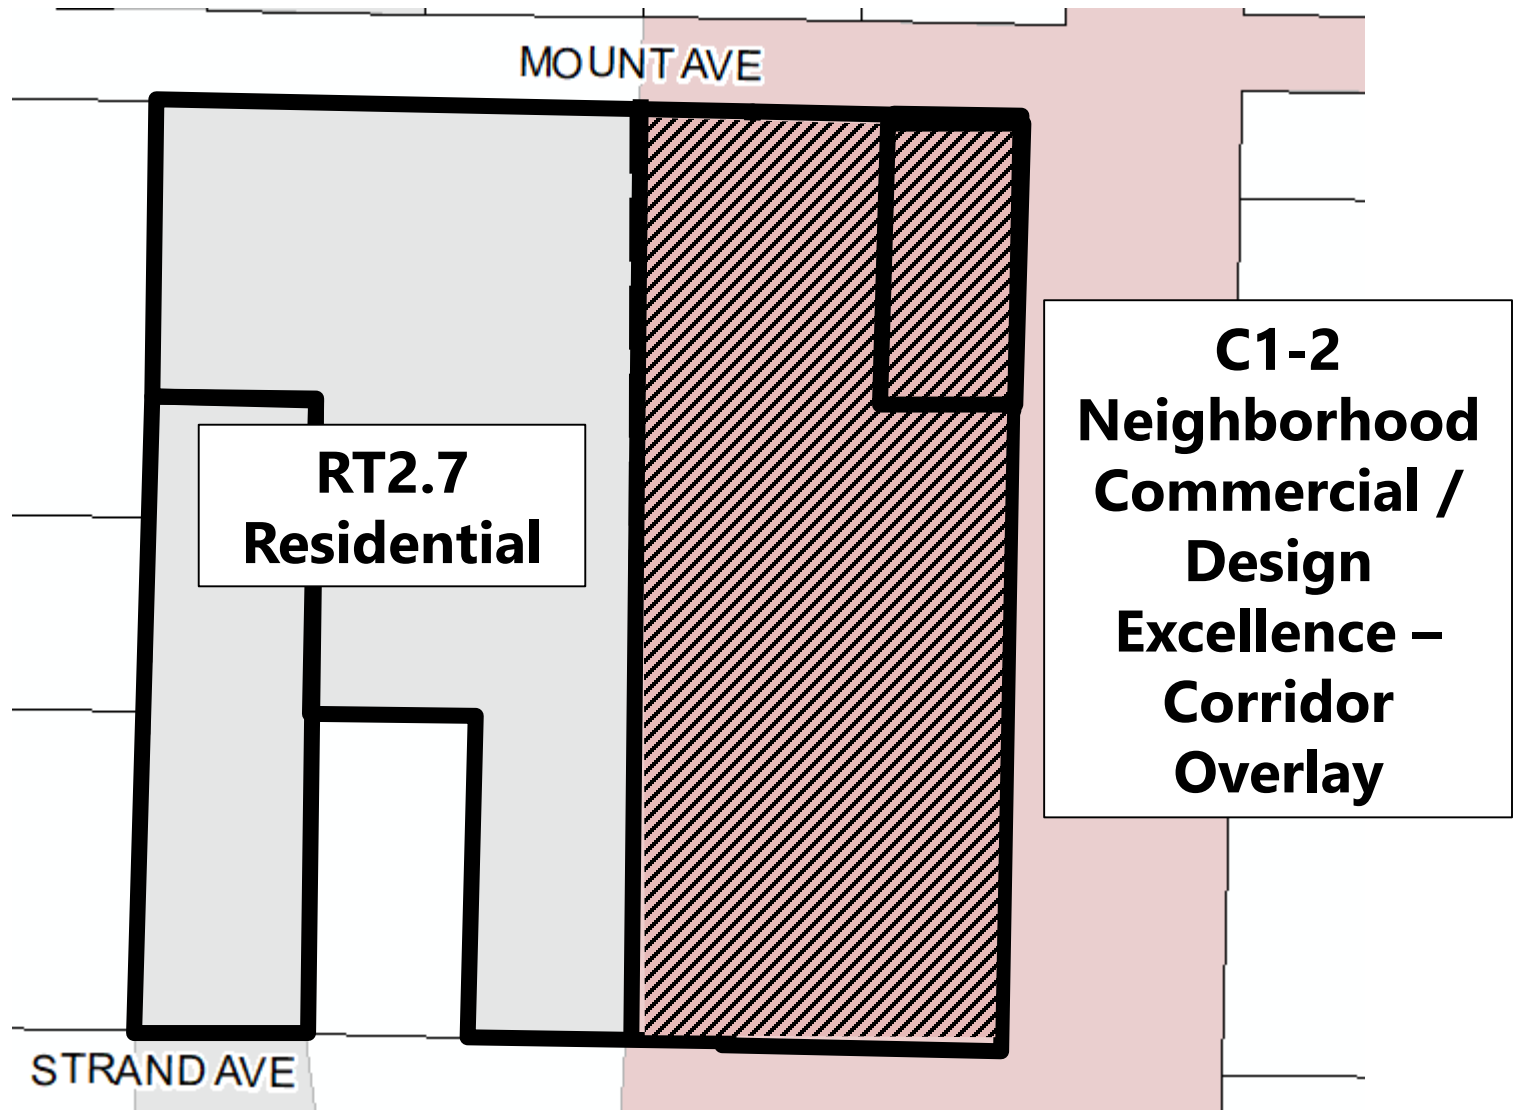 MOUNT AVE
RT2.7
Residential
C1-2
Neighborhood
Commercial /
Design
Excellence –
Corridor
Overlay
STRAND AVE